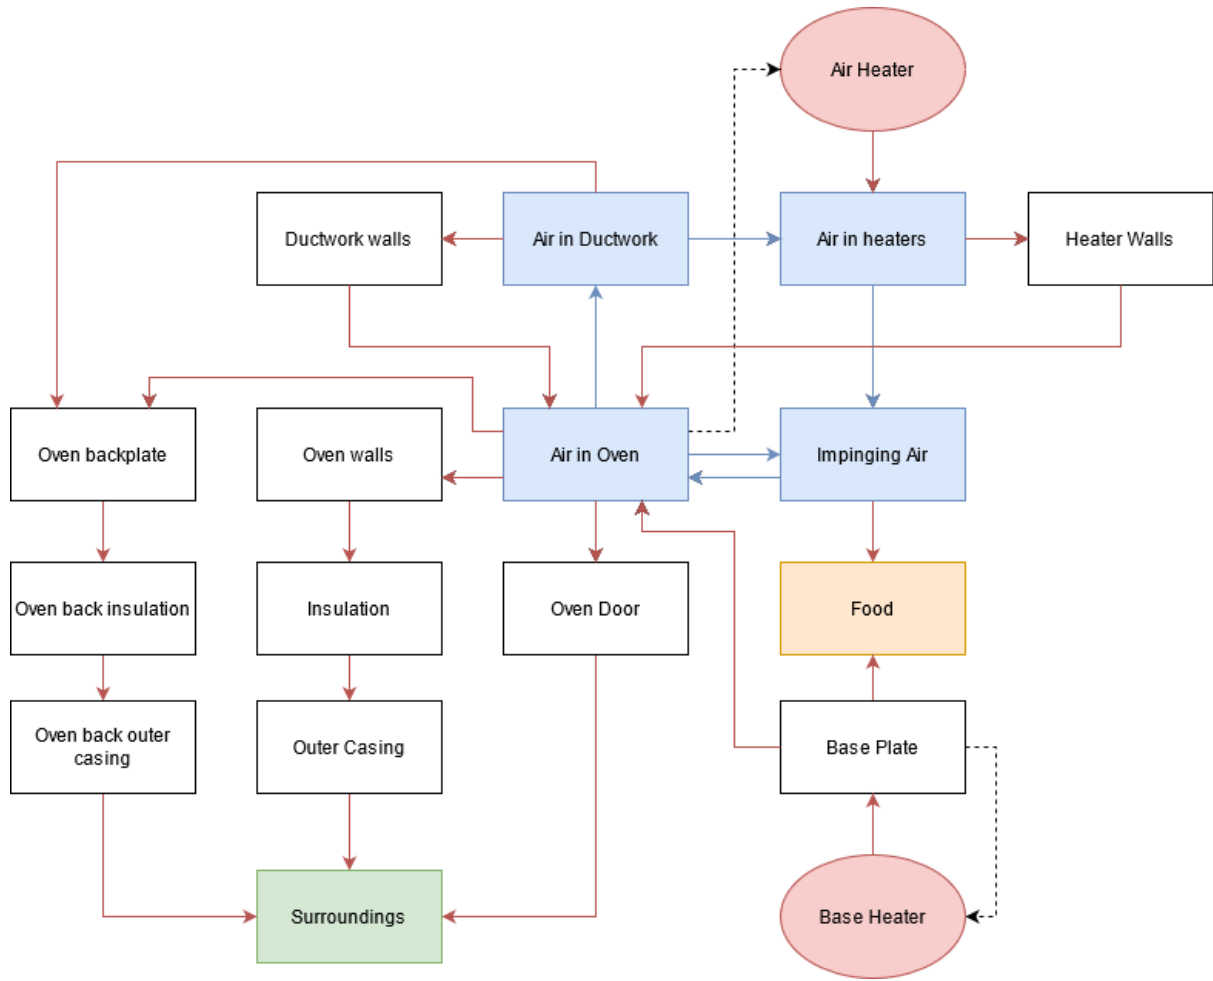 Air Heater
Ductwork walls
Air in Ductwork
Air in heaters
Heater Walls
Oven backplate
Oven walls
Air in Oven
Impinging Air
Oven back insulation
Insulation
Oven Door
Food
Oven back outer
casing
Outer Casing
Base Plate
Surroundings
Base Heater